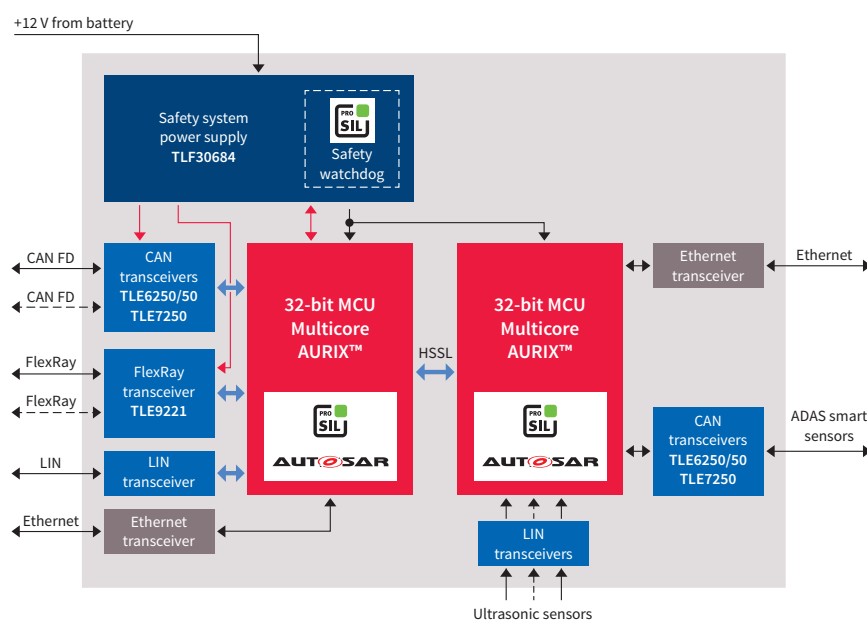 +12 V from battery
Safety system
power supply
TLF30684
PRO
SIL
Safety
watchdog
CAN FD
CAN FD
CAN
transceivers
TLE6250/50
TLE7250
FlexRay
FlexRay
FlexRay
transceiver
TLE9221
LIN
LIN
transceiver
Ethernet
Ethernet
transceiver
32-bit MCU
Multicore
AURIX™
PRO
SIL
AUTOSAR
HSSL
32-bit MCU
Multicore
AURIX™
PRO
SIL
AUTOSAR
Ethernet
transceiver
Ethernet
CAN
transceivers
TLE6250/50
TLE7250
ADAS smart
sensors
LIN
transceivers
Ultrasonic sensors